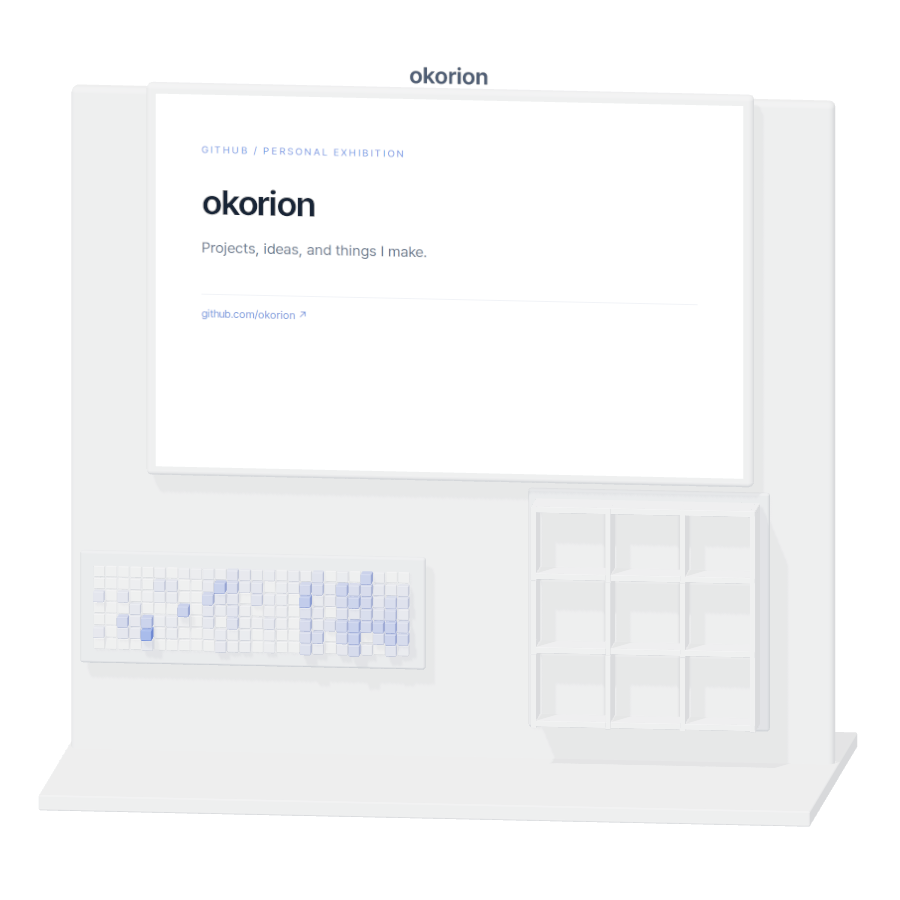 okorion
GITHUB / PERSONAL EXHIBITION
okorion
Projects, ideas, and things I make.
github.com/okorion ↗